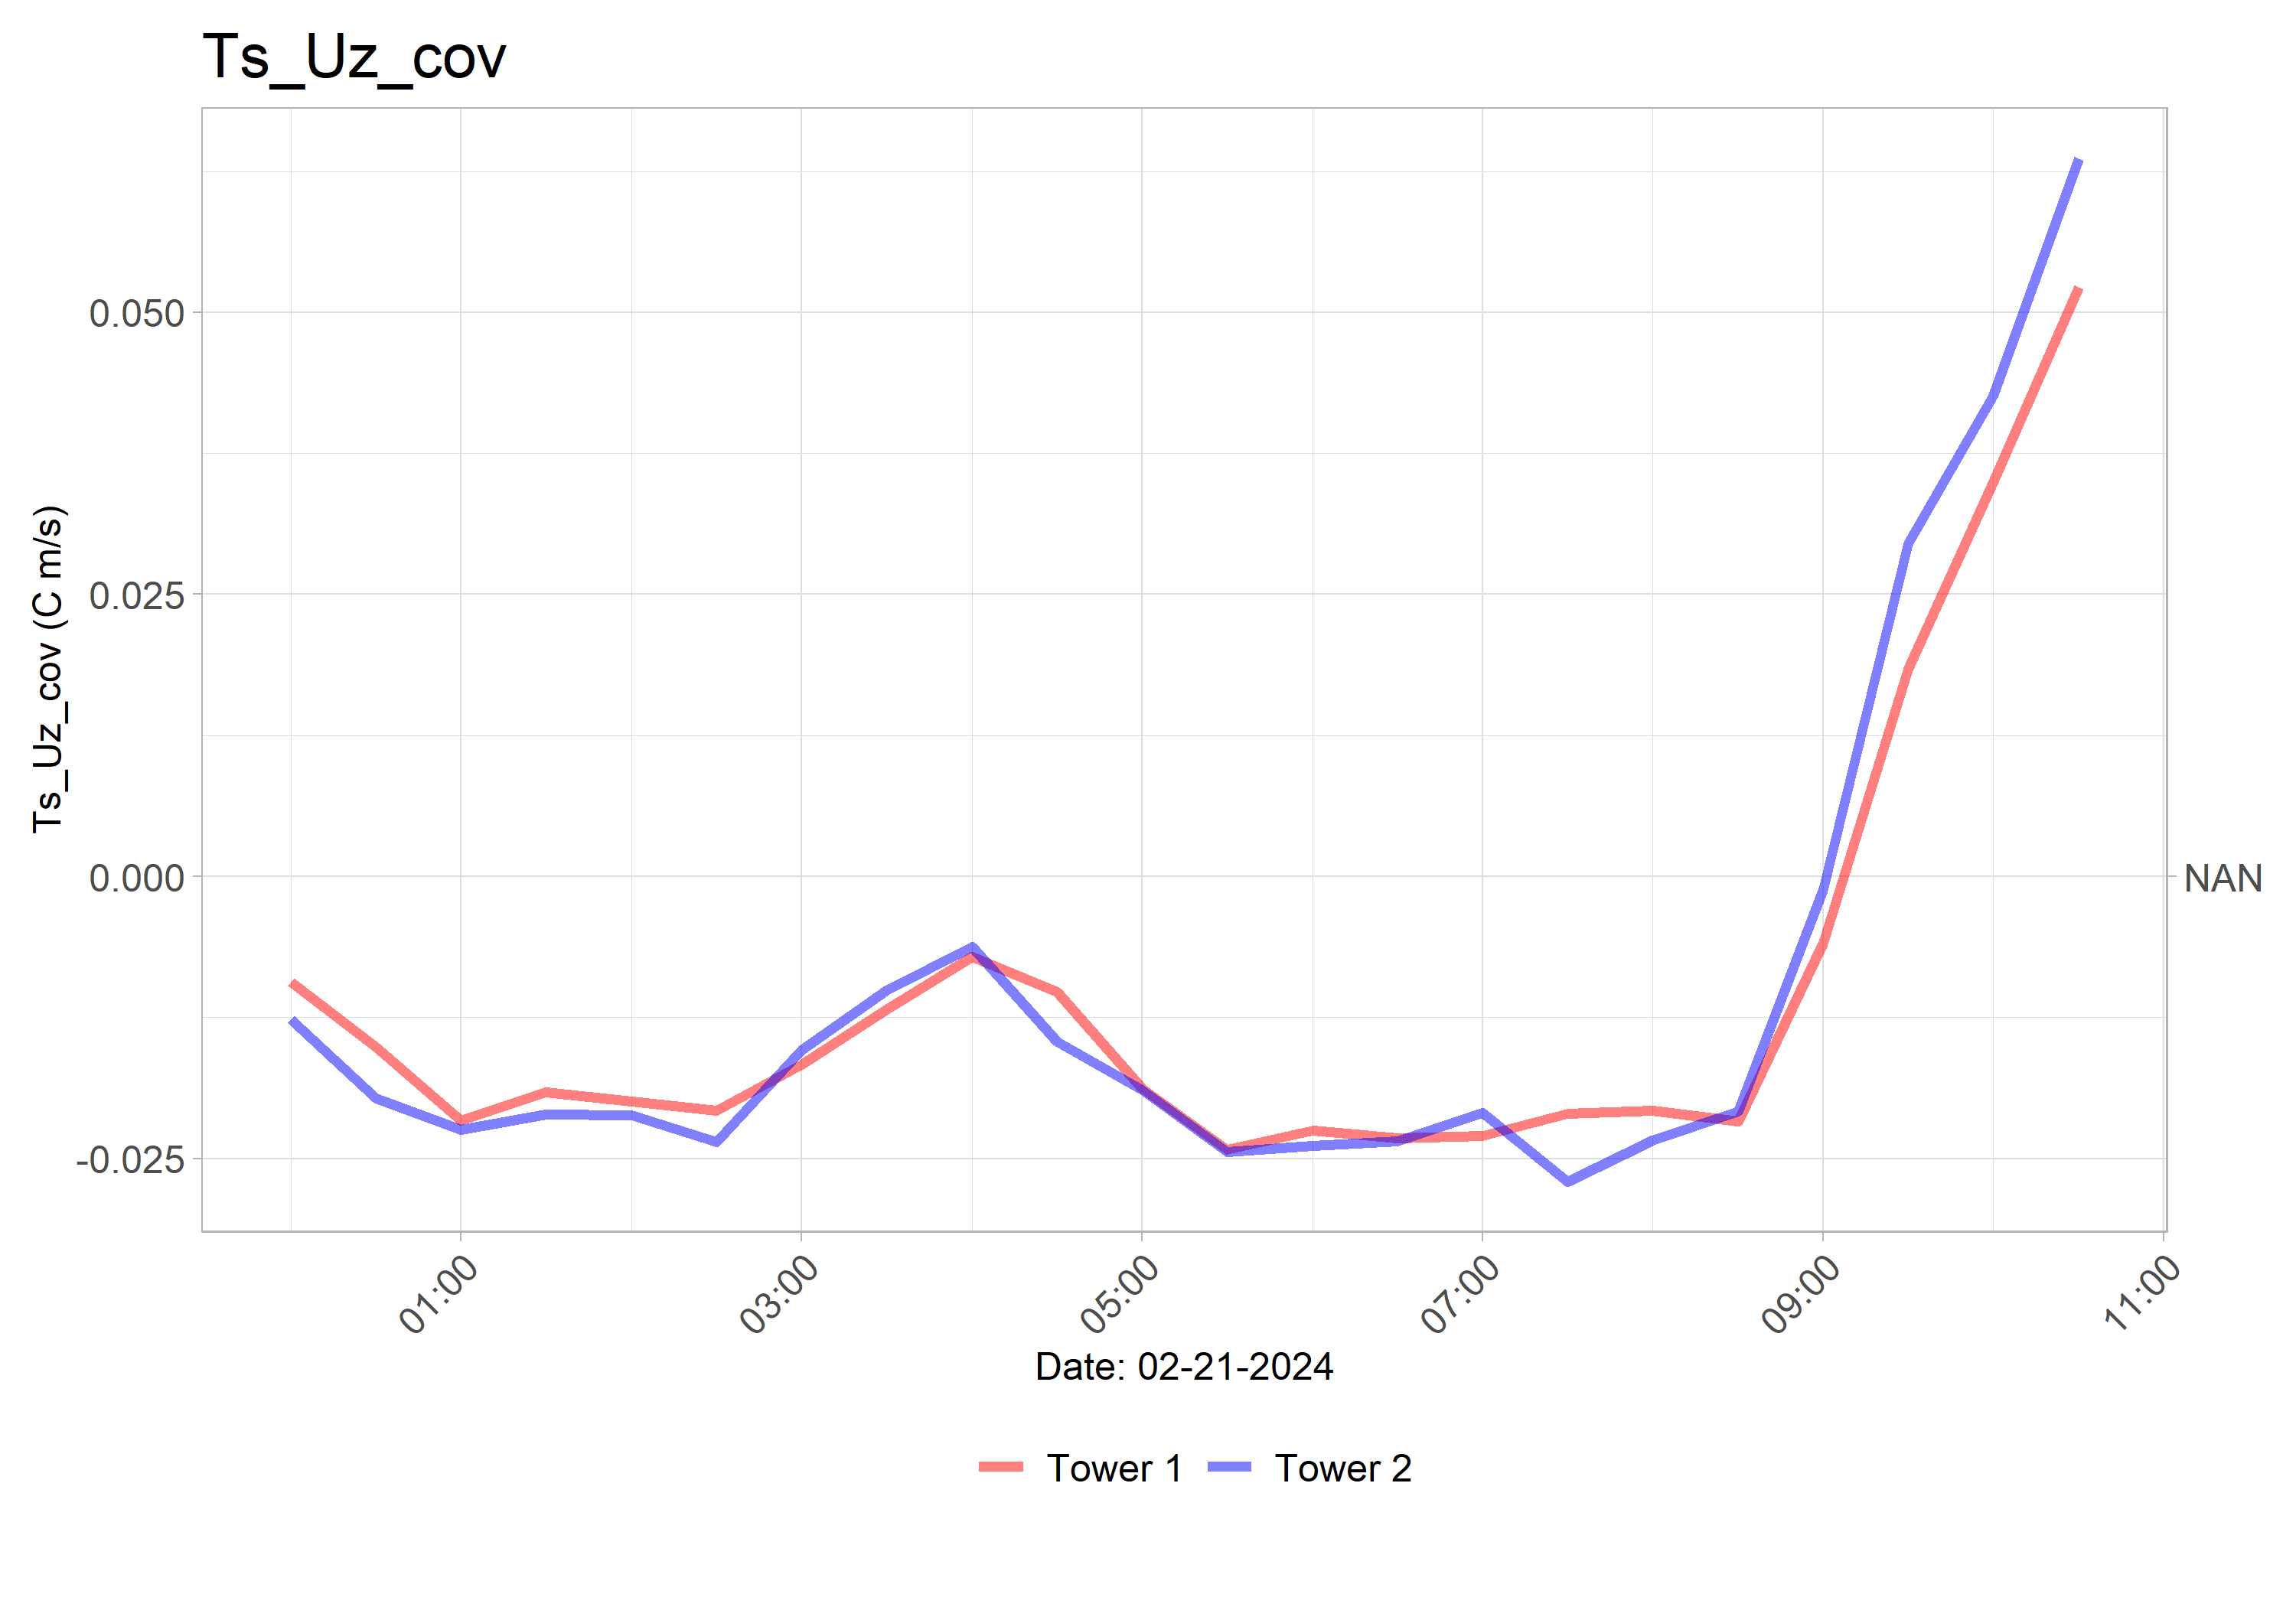 Ts_Uz_cov
Ts_Uz_cov (C m/s)
0.050
0.025
0.000
-0.025
NAN
01:00
03:00
05:00
07:00
09:00
11:00
Date: 02-21-2024
Tower 1
Tower 2